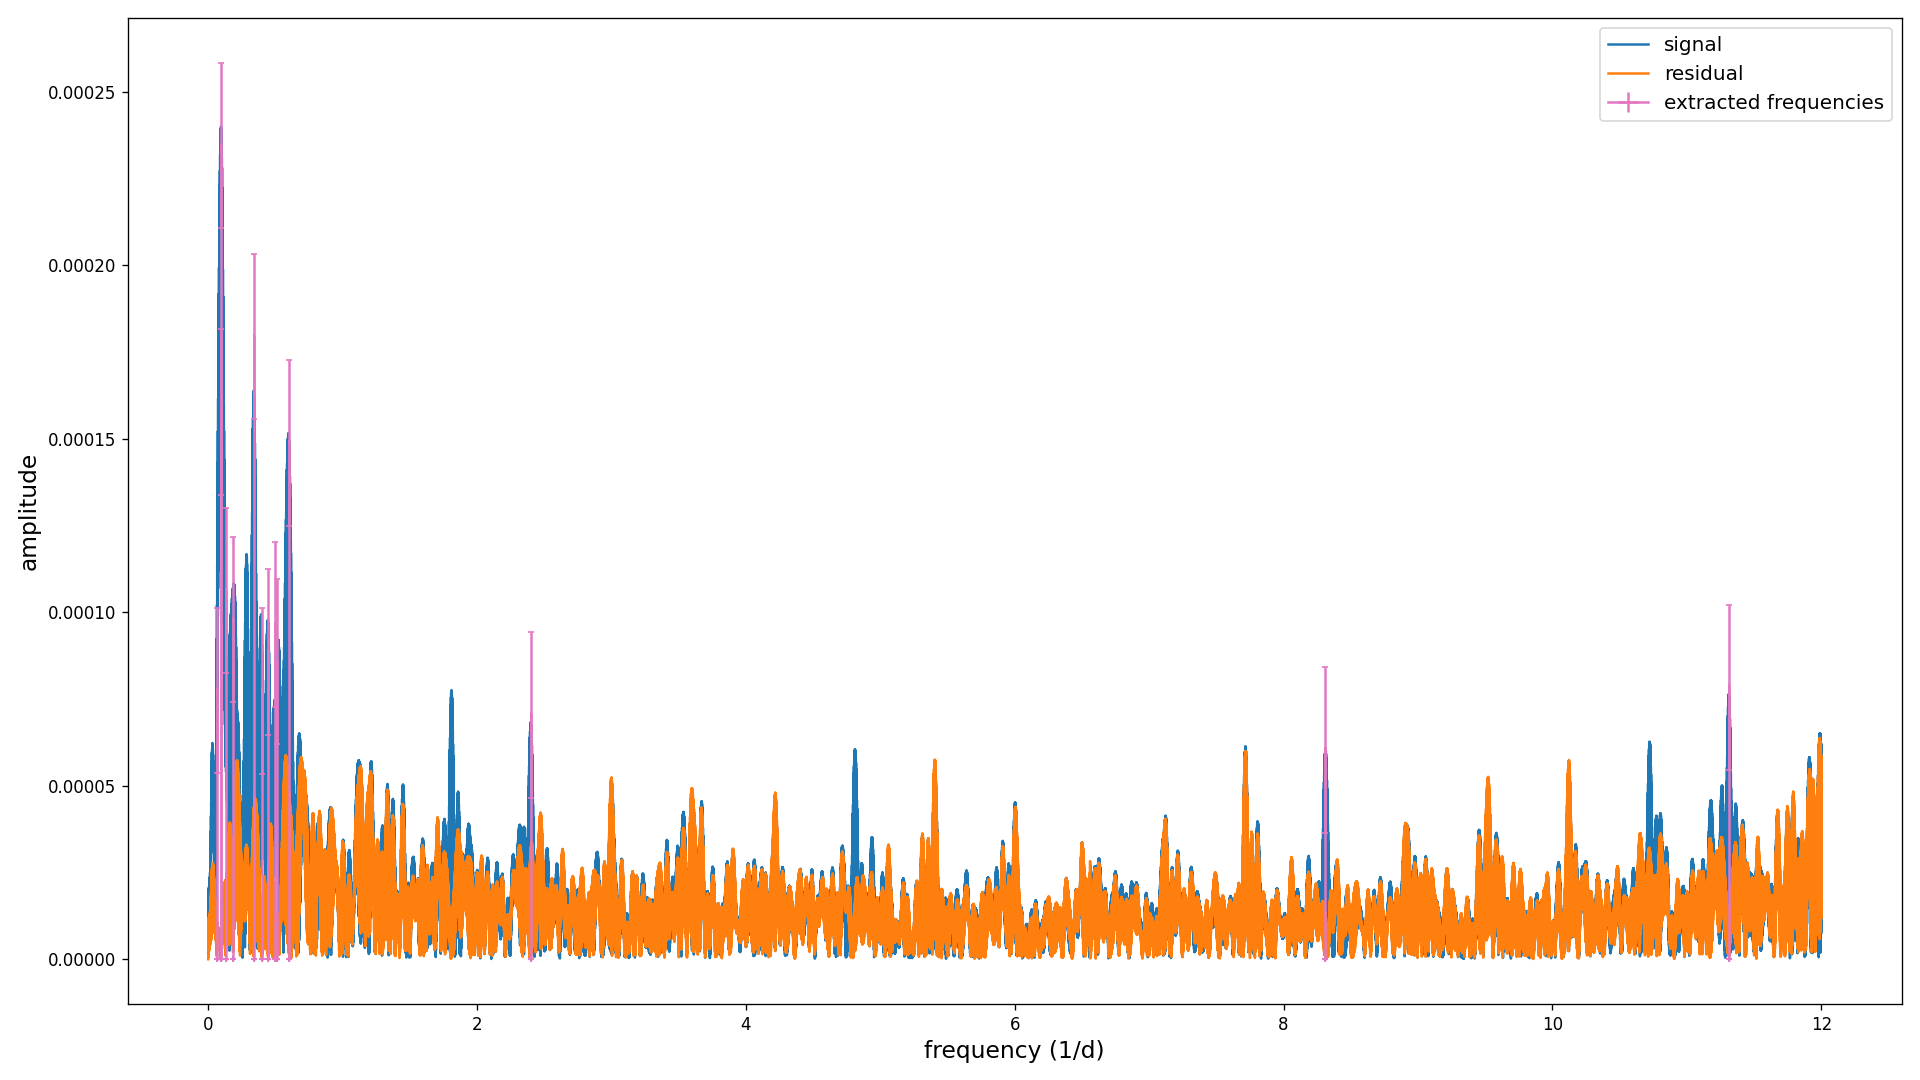 signal
residual
extracted frequencies
amplitude
0.00025
0.00020
0.00015
0.00010
0.00005
0.00000
0 2 4 6 8 10 12
frequency (1/d)